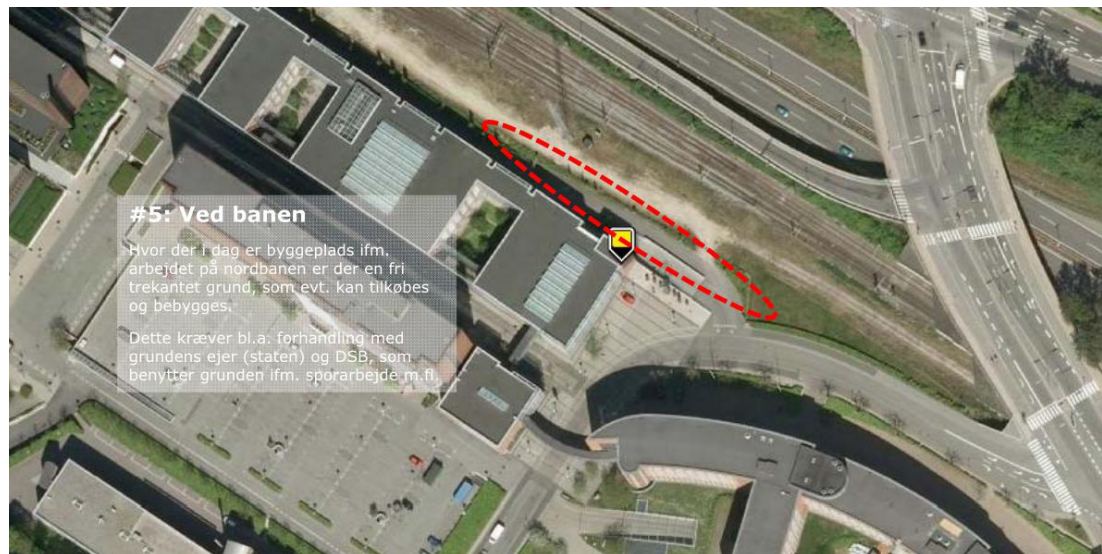 #5: Ved banen
Hvor der i dag er byggeplads ifm.
arbejdet på nordbanen er der en fri
trekantet grund, som evt. kan tilkøbes
og bebygges.
Dette kræver bl.a. forhandling med
grundens ejer (staten) og DSB, som
benytter grunden ifm. sporarbejde m.fl.